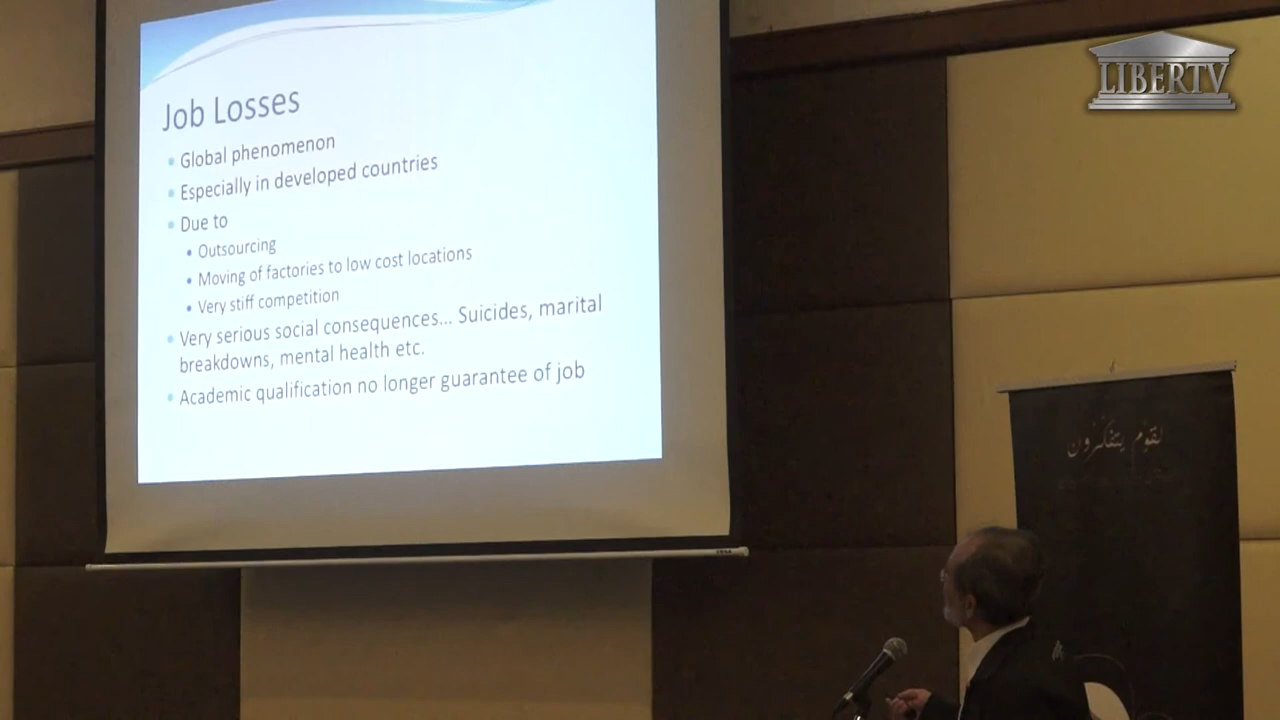 LIBERTV
Job Losses
Global phenomenon
Especially in developed countries
Due to
Outsourcing
Moving of factories to low cost locations
Very stiff competition
Very serious social consequences... Suicides, marital
breakdowns, mental health etc.
Academic qualification no longer guarantee of job
لقوم يتفكرون